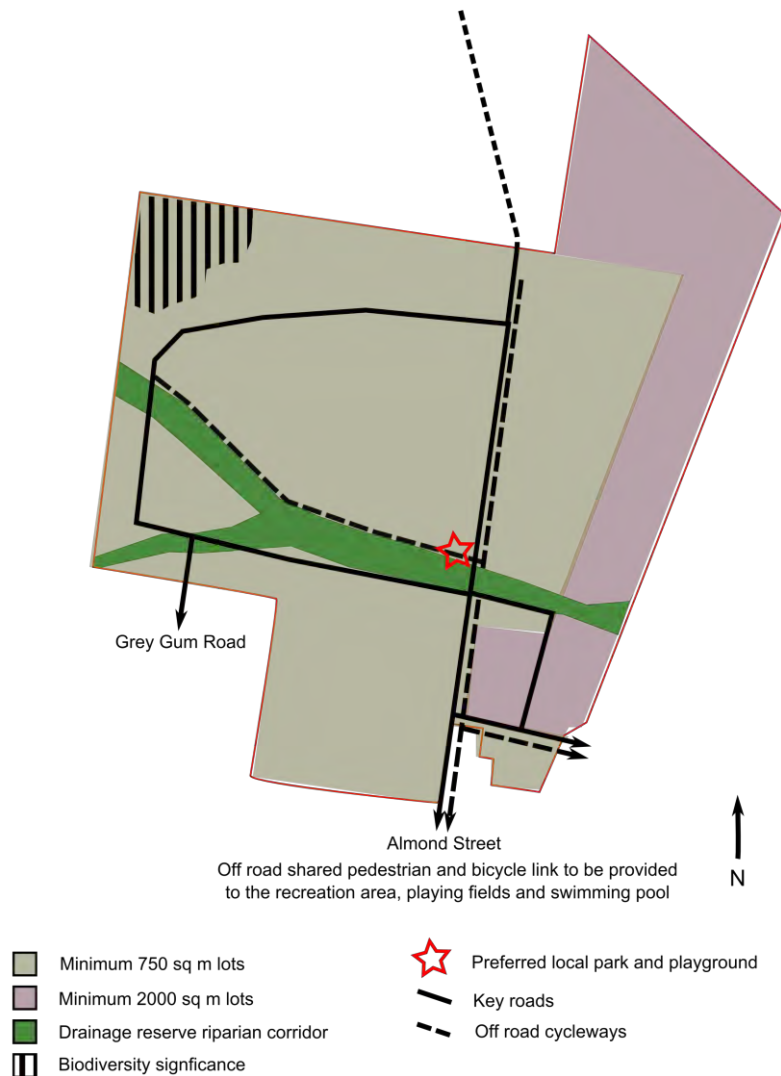 Grey Gum Road
Almond Street
Off road shared pedestrian and bicycle link to be provided
to the recreation area, playing fields and swimming pool
N
Minimum 750 sq m lots
Minimum 2000 sq m lots
Drainage reserve riparian corridor
Biodiversity signficance
Preferred local park and playground
Key roads
Off road cycleways